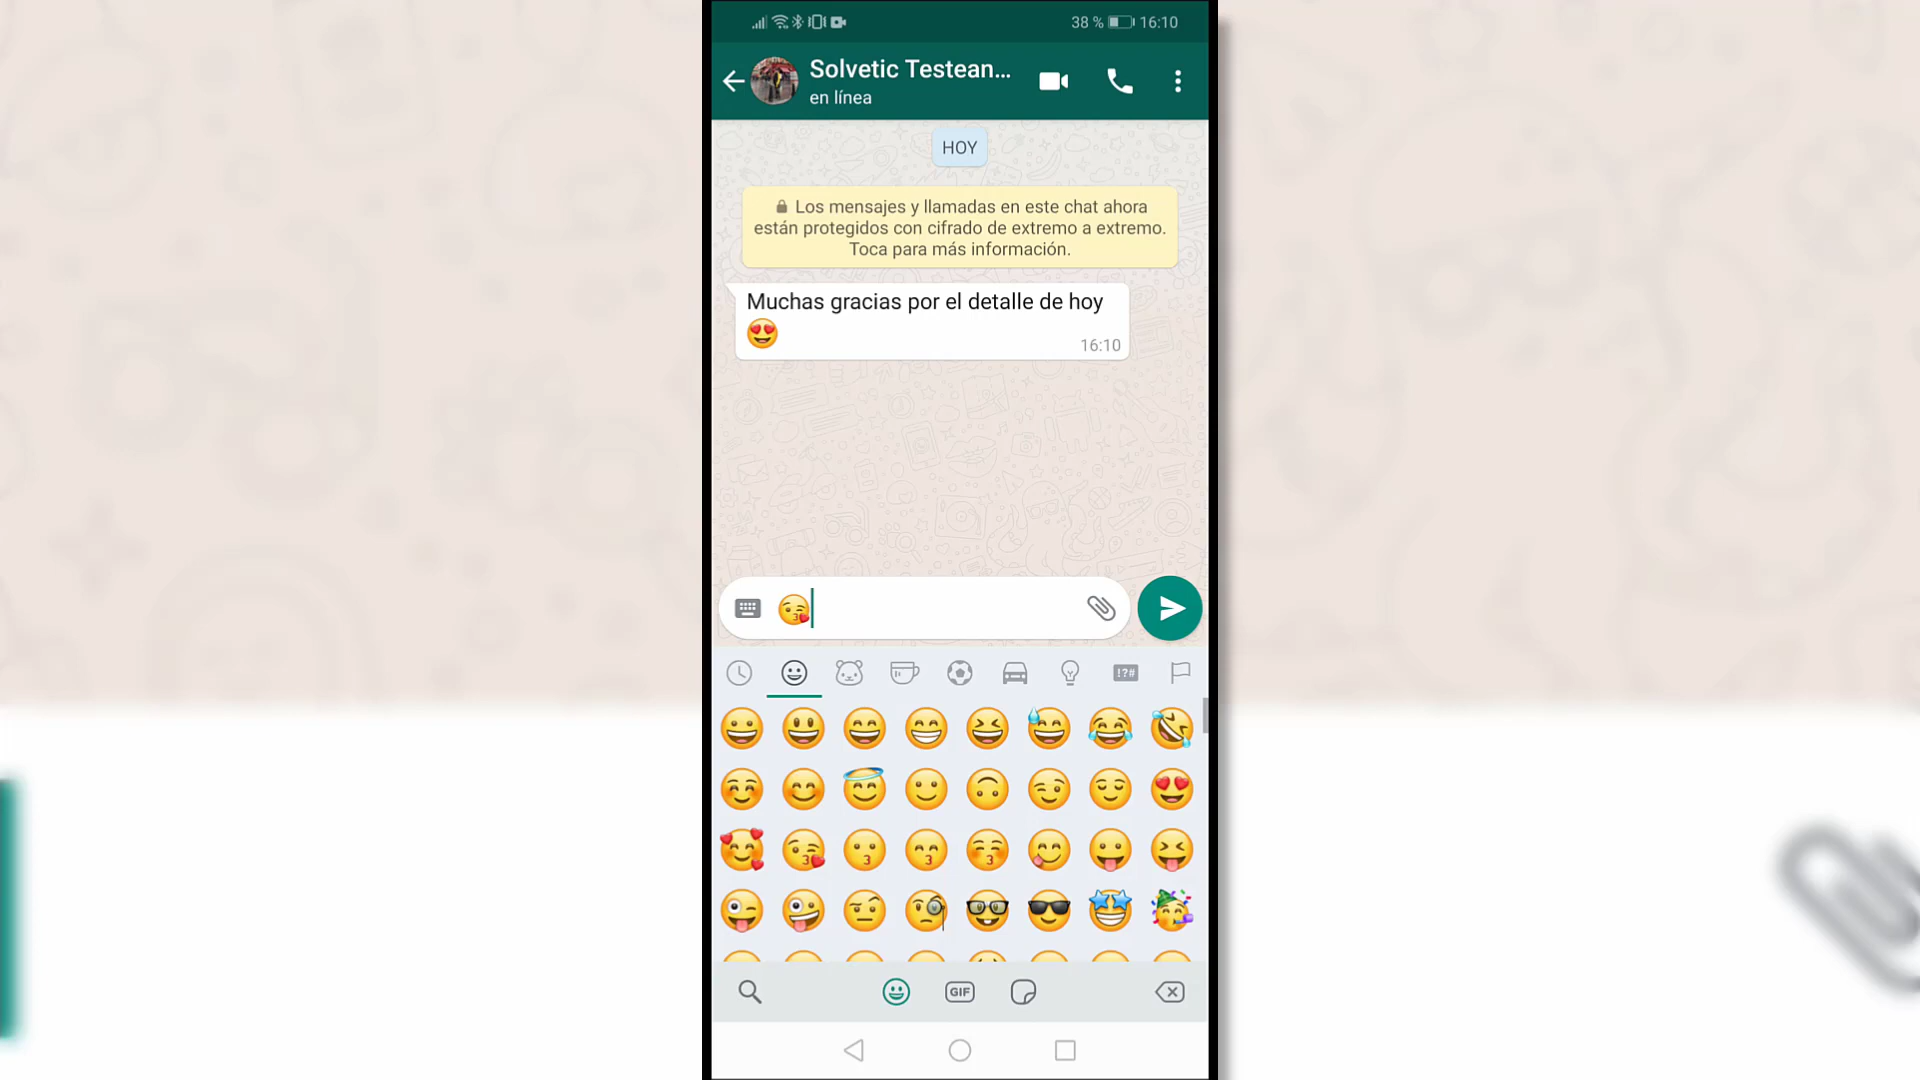 38 % 16:10
Solvetic Testean...
en línea
HOY
Los mensajes y llamadas en este chat ahora
están protegidos con cifrado de extremo a extremo.
Toca para más información.
Muchas gracias por el detalle de hoy
16:10
!?#
GIF